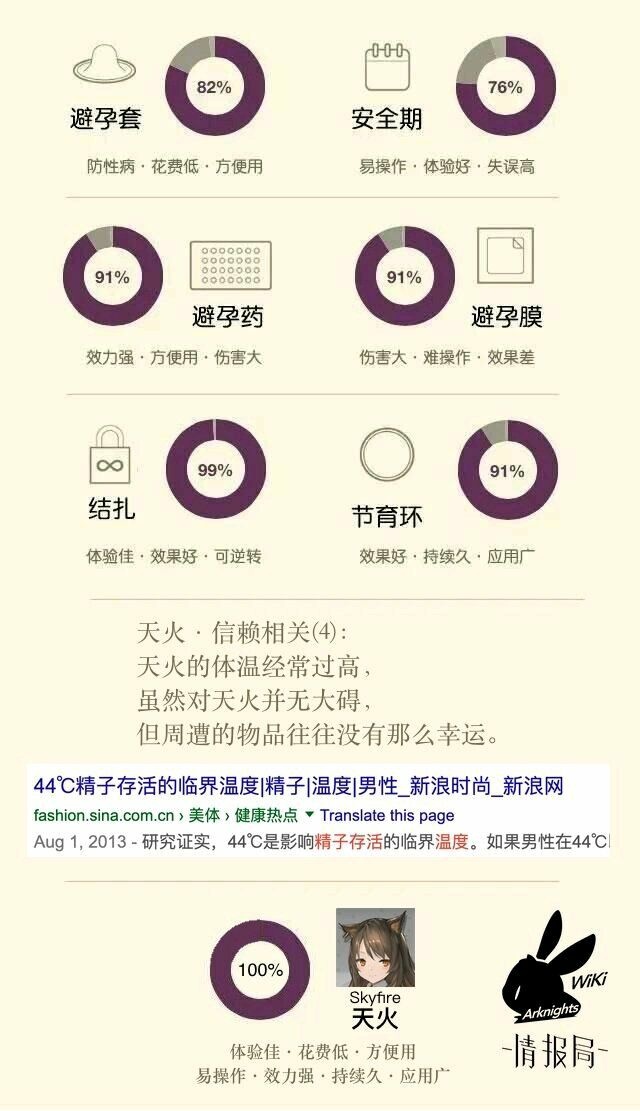 82%
76%
避孕套
安全期
防性病·花费低·方便用
易操作·体验好·失误高
91%
91%
避孕药
避孕膜
效力强·方便用·伤害大
伤害大·难操作·效果差
99%
91%
结扎
节育环
体验佳·效果好·可逆转
效果好·持续久·应用广
天火·信赖相关(4):
天火的体温经常过高,
虽然对天火并无大碍,
但周遭的物品往往没有那么幸运。
44℃精子存活的临界温度|精子|温度|男性_新浪时尚_新浪网
fashion.sina.com.cn › 美体 › 健康热点 ▼ Translate this page
Aug 1, 2013 - 研究证实，44℃是影响精子存活的临界温度。如果男性在44℃
100%
Skyfire
天火
WiKi
Arknights
-情报局-
体验佳·花费低·方便用
易操作·效力强·持续久·应用广